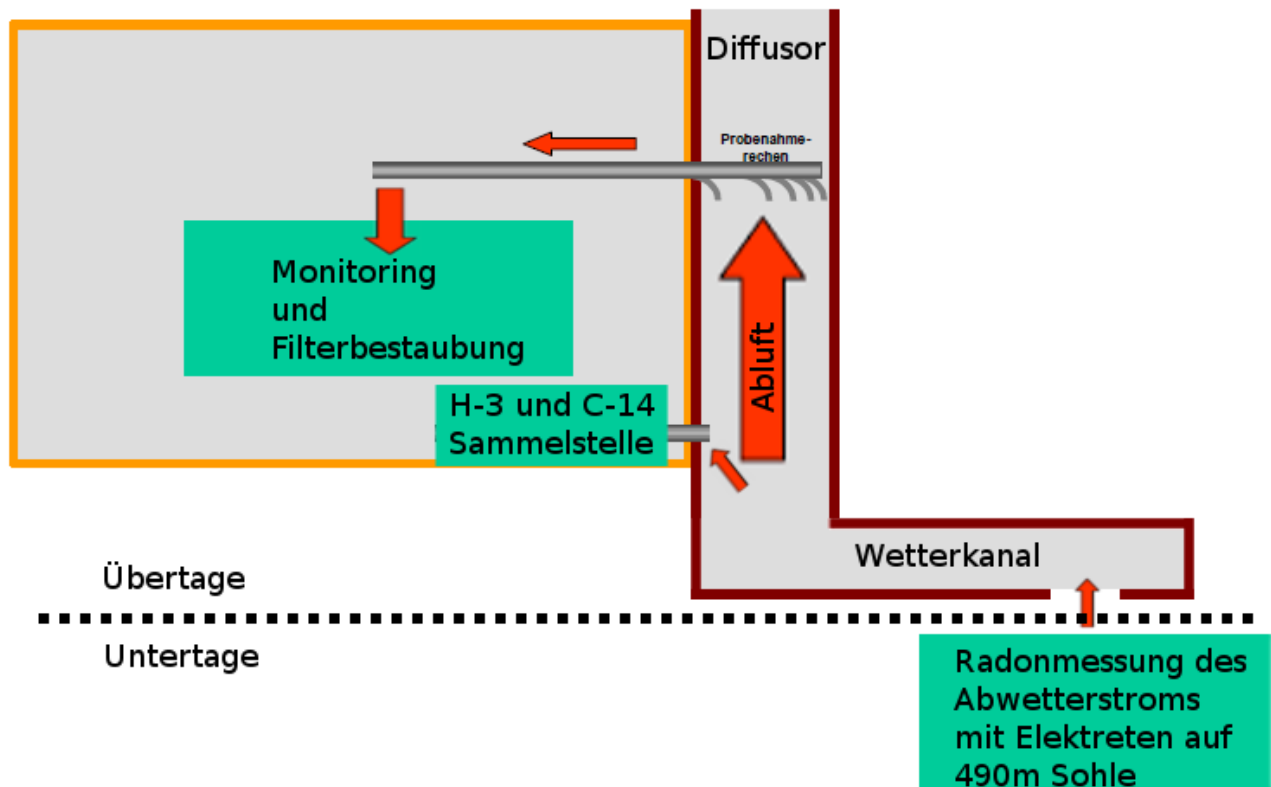 Diffusor
Probenahme-
rechen
Monitoring
und
Filterbestaubung
Abluft
H-3 und C-14
Sammelstelle
Wetterkanal
Übertage
Untertage
Radonmessung des
Abwetterstroms
mit Elektreten auf
490m Sohle